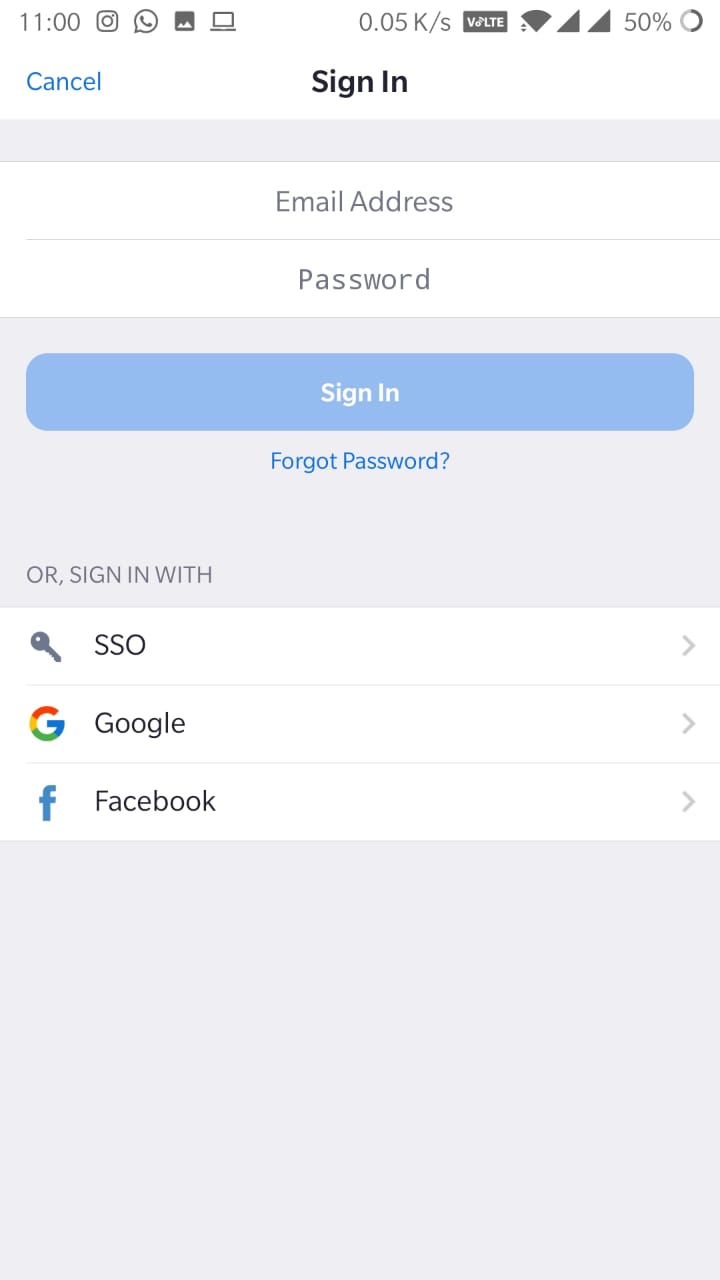 11:00 0.05 K/s VoLTE 50%
Cancel Sign In
Email Address
Password
Sign In
Forgot Password?
OR, SIGN IN WITH
SSO
Google
Facebook